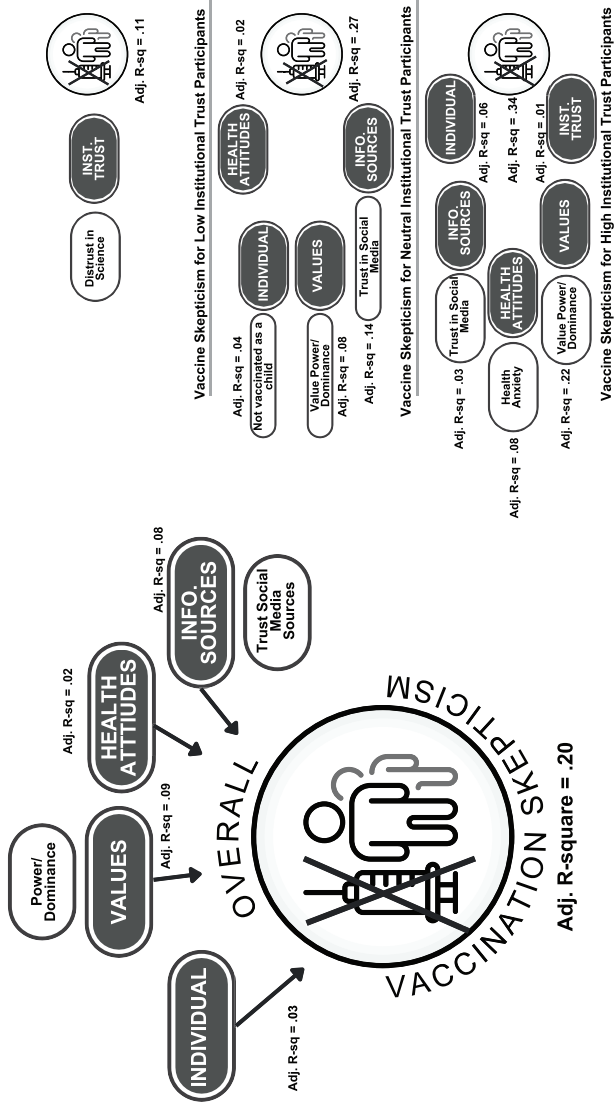 Power/
Dominance
VALUES
Adj. R-sq = .09
HEALTH
ATTTIUDES
Adj. R-sq = .02
INFO.
SOURCES
Adj. R-sq = .08
Trust Social
Media
Sources
INDIVIDUAL
Adj. R-sq = .03
OVERALL
VACCINATION SKEPTICISM
Adj. R-square = .20
Distrust in
Science
INST.
TRUST
Adj. R-sq = .11
Vaccine Skepticism for Low Institutional Trust Participants
HEALTH
ATTITUDES
Adj. R-sq = .02
Adj. R-sq = .04
Not vaccinated as a
child
INDIVIDUAL
Value Power/
Dominance
VALUES
Adj. R-sq = .08
Trust in Social
Media
INFO.
SOURCES
Adj. R-sq = .14
Adj. R-sq = .27
Vaccine Skepticism for Neutral Institutional Trust Participants
INDIVIDUAL
Adj. R-sq = .06
Trust in Social
Media
INFO.
SOURCES
Adj. R-sq = .03
Health
Anxiety
HEALTH
ATTITUDES
Adj. R-sq = .08
Adj. R-sq = .34
Value Power/
Dominance
VALUES
Adj. R-sq = .22
Adj. R-sq = .01
INST.
TRUST
Vaccine Skepticism for High Institutional Trust Participants